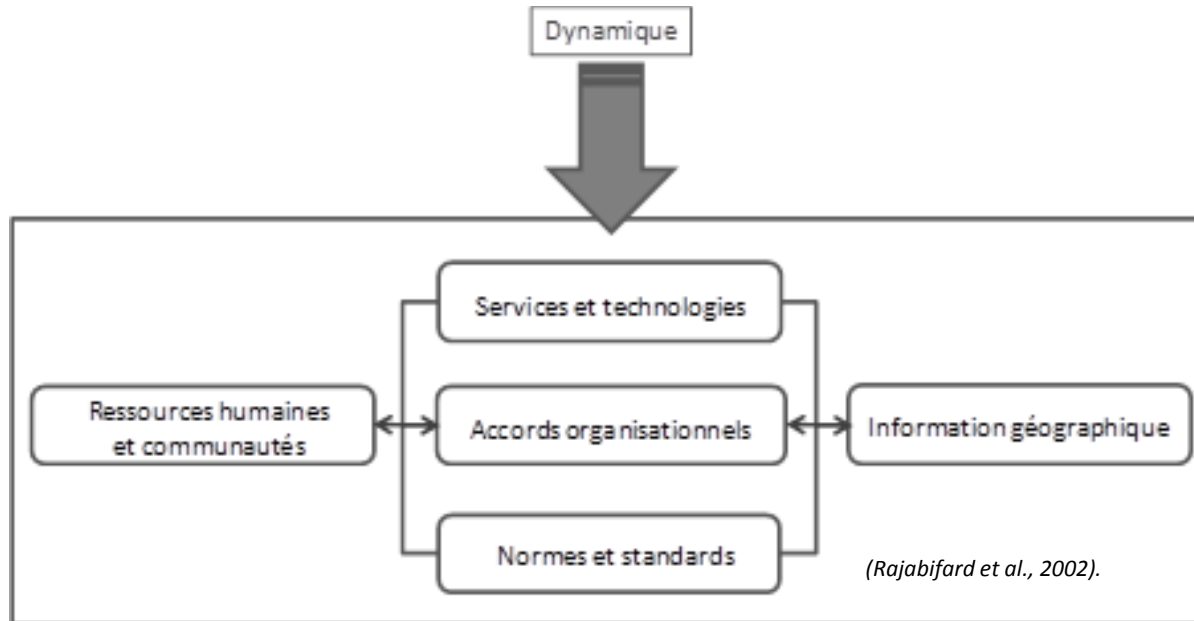 Dynamique
Services et technologies
Ressources humaines
et communautés
Accords organisationnels
Information géographique
Normes et standards
(Rajabifard et al., 2002).